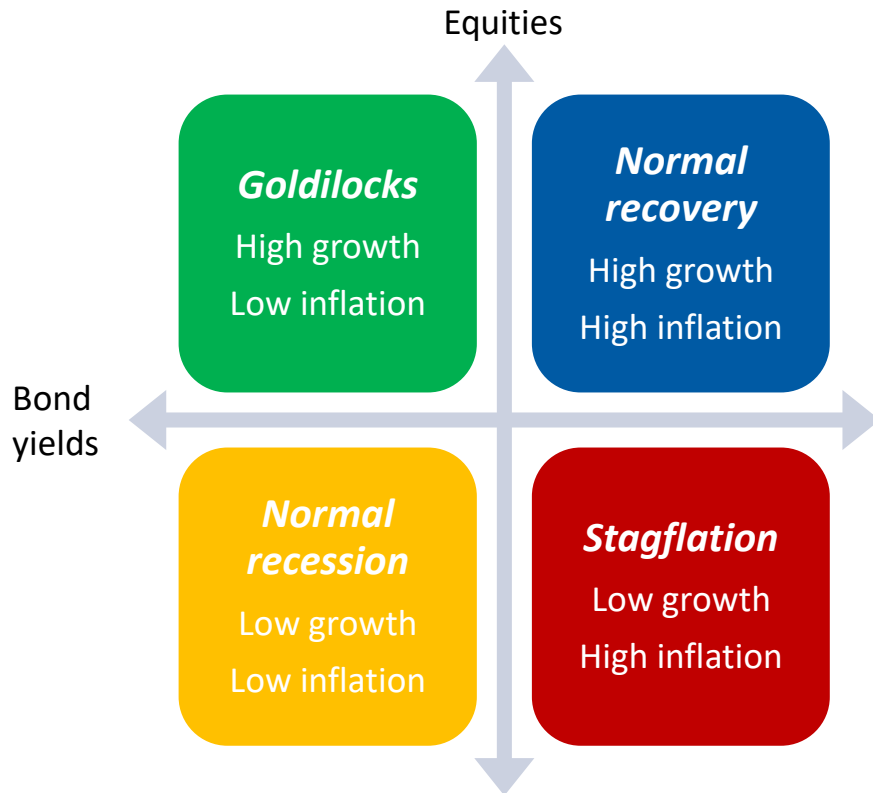 Equities
Goldilocks
High growth
Low inflation
Normal
recovery
High growth
High inflation
Bond
yields
Normal
recession
Low growth
Low inflation
Stagflation
Low growth
High inflation